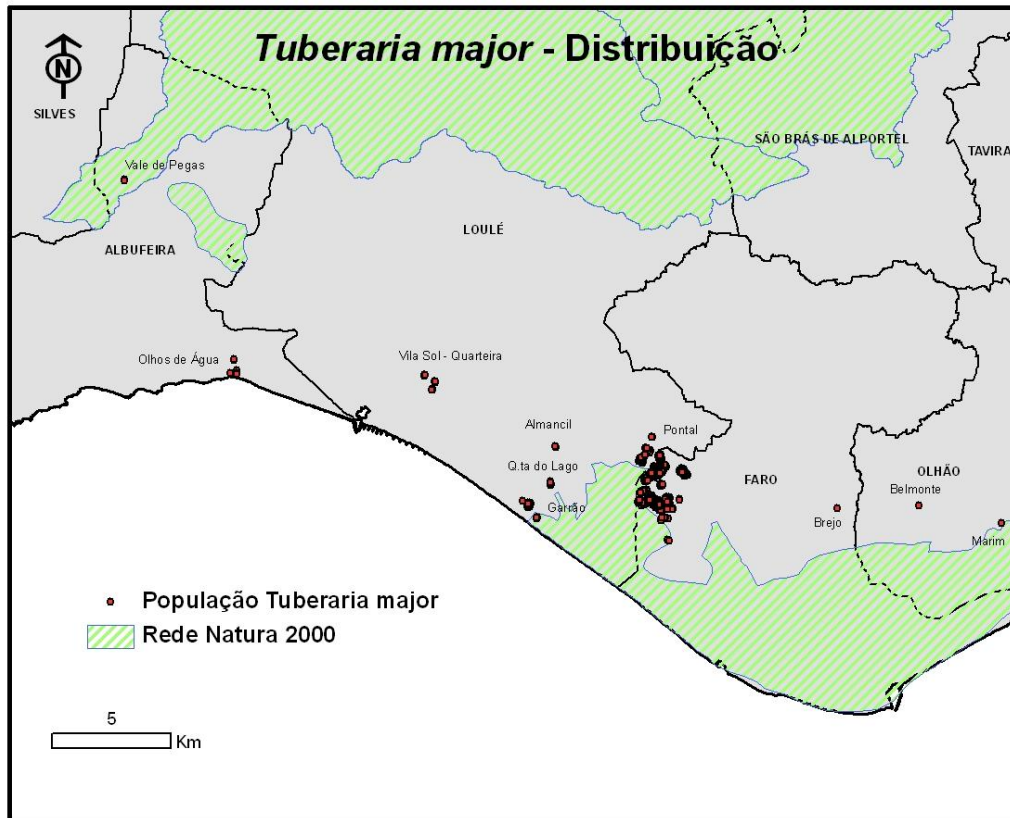 Tuberaria major - Distribuição
N
SILVES
SÃO BRÁS DE ALPORTEL
TAVIRA
Vale de Pegas
LOULÉ
ALBUFEIRA
Olhos de Água
Vila Sol - Quarteira
Almancil
Pontal
Q.ta do Lago
FARO
OLHÃO
Belmonte
Garrão
Brejo
Marim
População Tuberaria major
Rede Natura 2000
5
Km